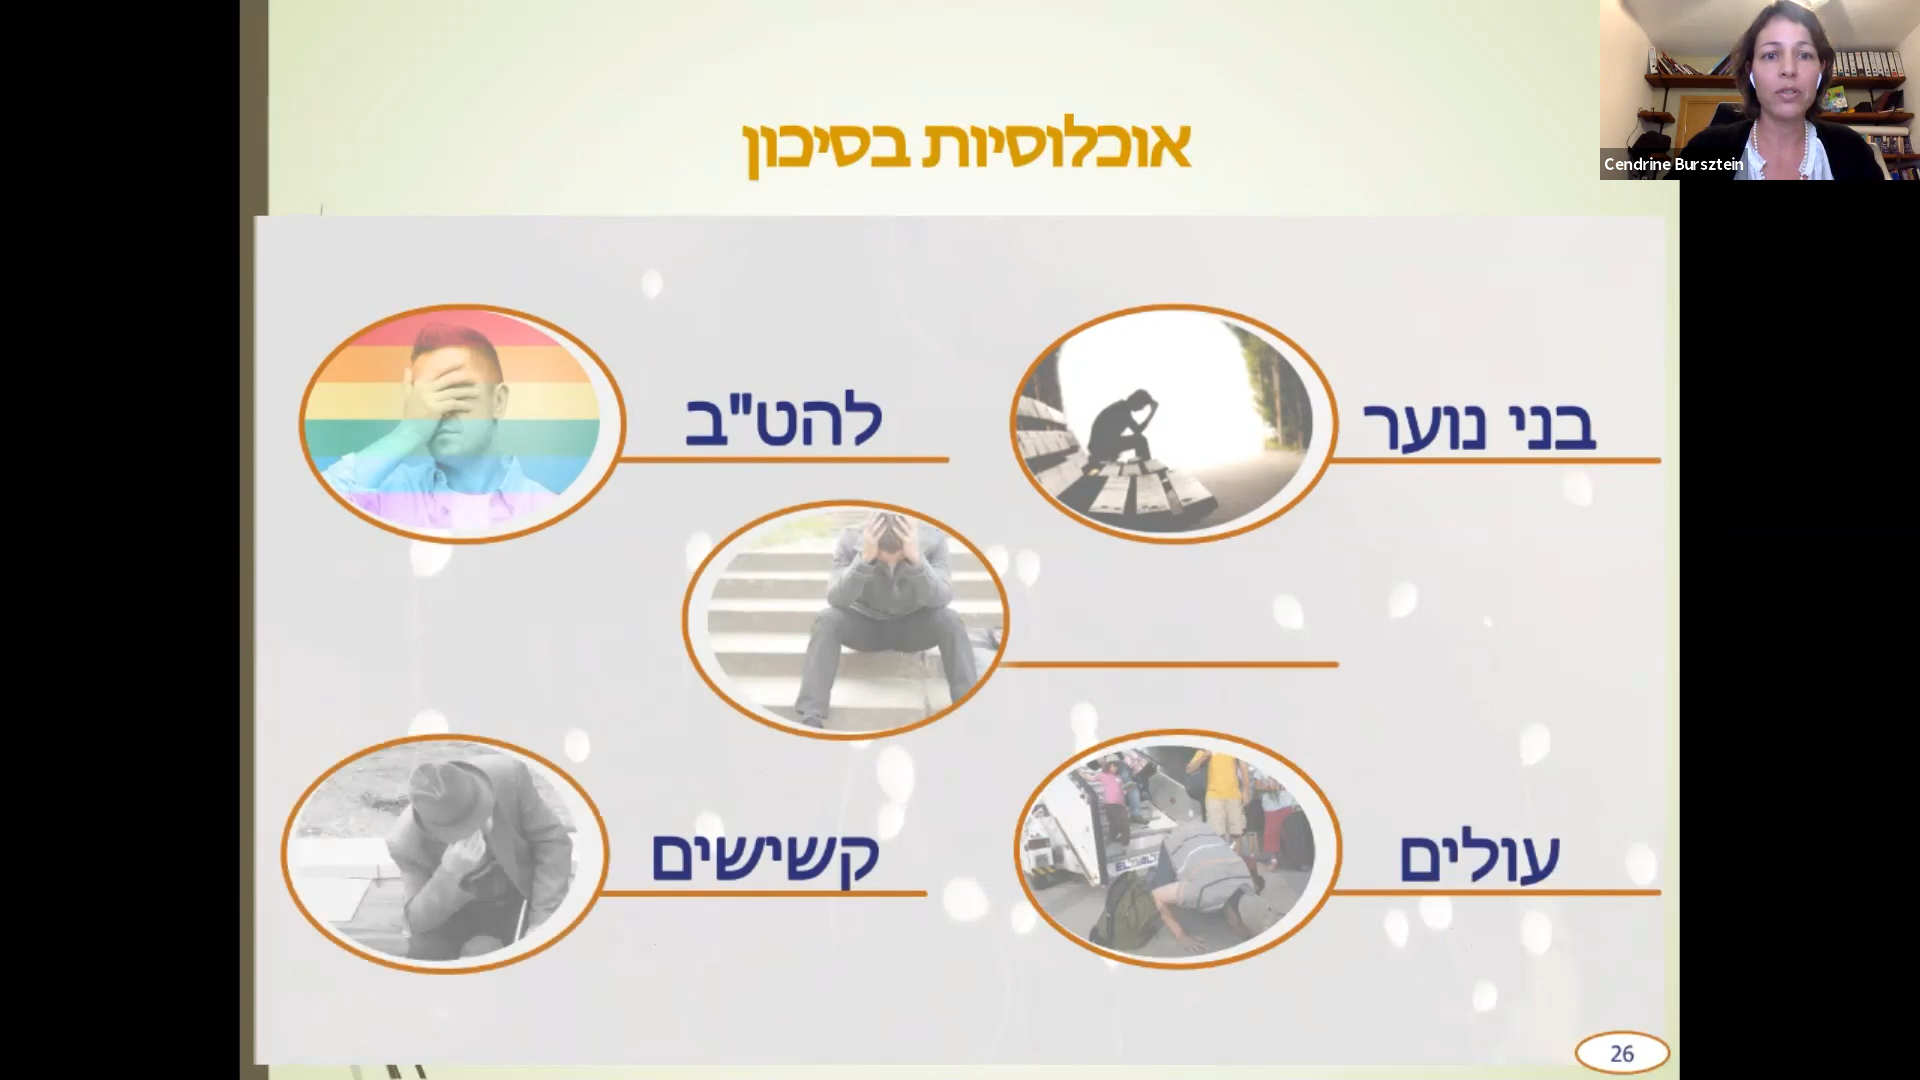 אוכלוסיות בסיכון
Cendrine Bursztein
בני נוער
להט"ב
עולים
קשישים
26